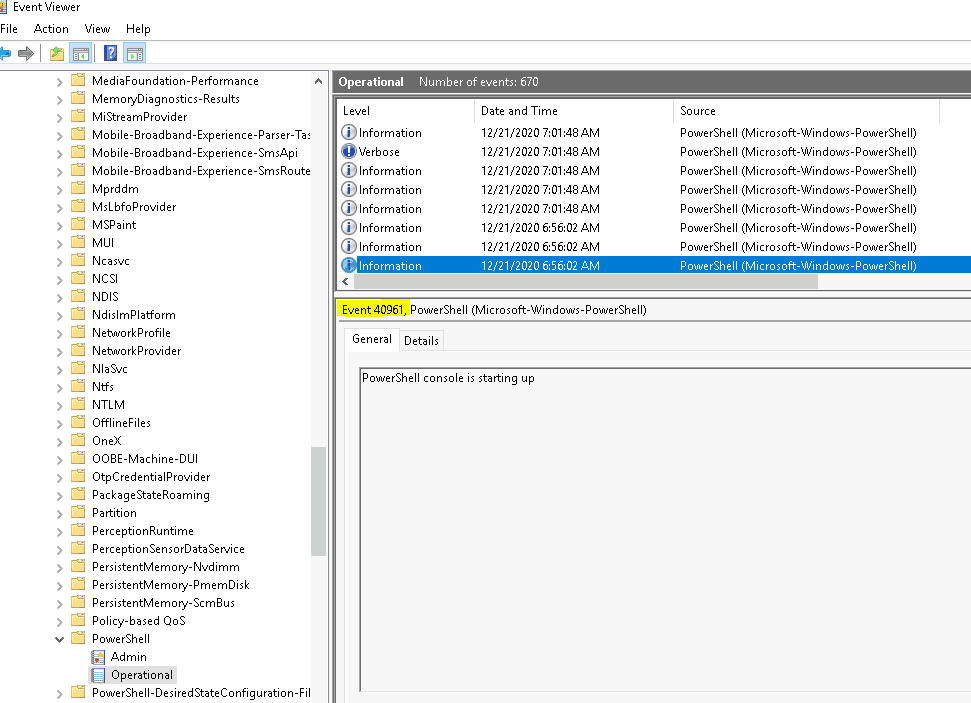 Event Viewer
File Action View Help
MediaFoundation-Performance
MemoryDiagnostics-Results
MiStreamProvider
Mobile-Broadband-Experience-Parser-Tas
Mobile-Broadband-Experience-SmsApi
Mobile-Broadband-Experience-SmsRoute
Mprddm
MsLbfoProvider
MSPaint
MUI
Ncasvc
NCSI
NDIS
NdisImPlatform
NetworkProfile
NetworkProvider
NlaSvc
Ntfs
NTLM
OfflineFiles
OneX
OOBE-Machine-DUI
OtpCredentialProvider
PackageStateRoaming
Partition
PerceptionRuntime
PerceptionSensorDataService
PersistentMemory-Nvdimm
PersistentMemory-PmemDisk
PersistentMemory-ScmBus
Policy-based QoS
PowerShell
Admin
Operational
PowerShell-DesiredStateConfiguration-Fil
Operational Number of events: 670
Level Date and Time Source
Information 12/21/2020 7:01:48 AM PowerShell (Microsoft-Windows-PowerShell)
Verbose 12/21/2020 7:01:48 AM PowerShell (Microsoft-Windows-PowerShell)
Information 12/21/2020 7:01:48 AM PowerShell (Microsoft-Windows-PowerShell)
Information 12/21/2020 7:01:48 AM PowerShell (Microsoft-Windows-PowerShell)
Information 12/21/2020 7:01:48 AM PowerShell (Microsoft-Windows-PowerShell)
Information 12/21/2020 6:56:02 AM PowerShell (Microsoft-Windows-PowerShell)
Information 12/21/2020 6:56:02 AM PowerShell (Microsoft-Windows-PowerShell)
Information 12/21/2020 6:56:02 AM PowerShell (Microsoft-Windows-PowerShell)
Event 40961, PowerShell (Microsoft-Windows-PowerShell)
General Details
PowerShell console is starting up